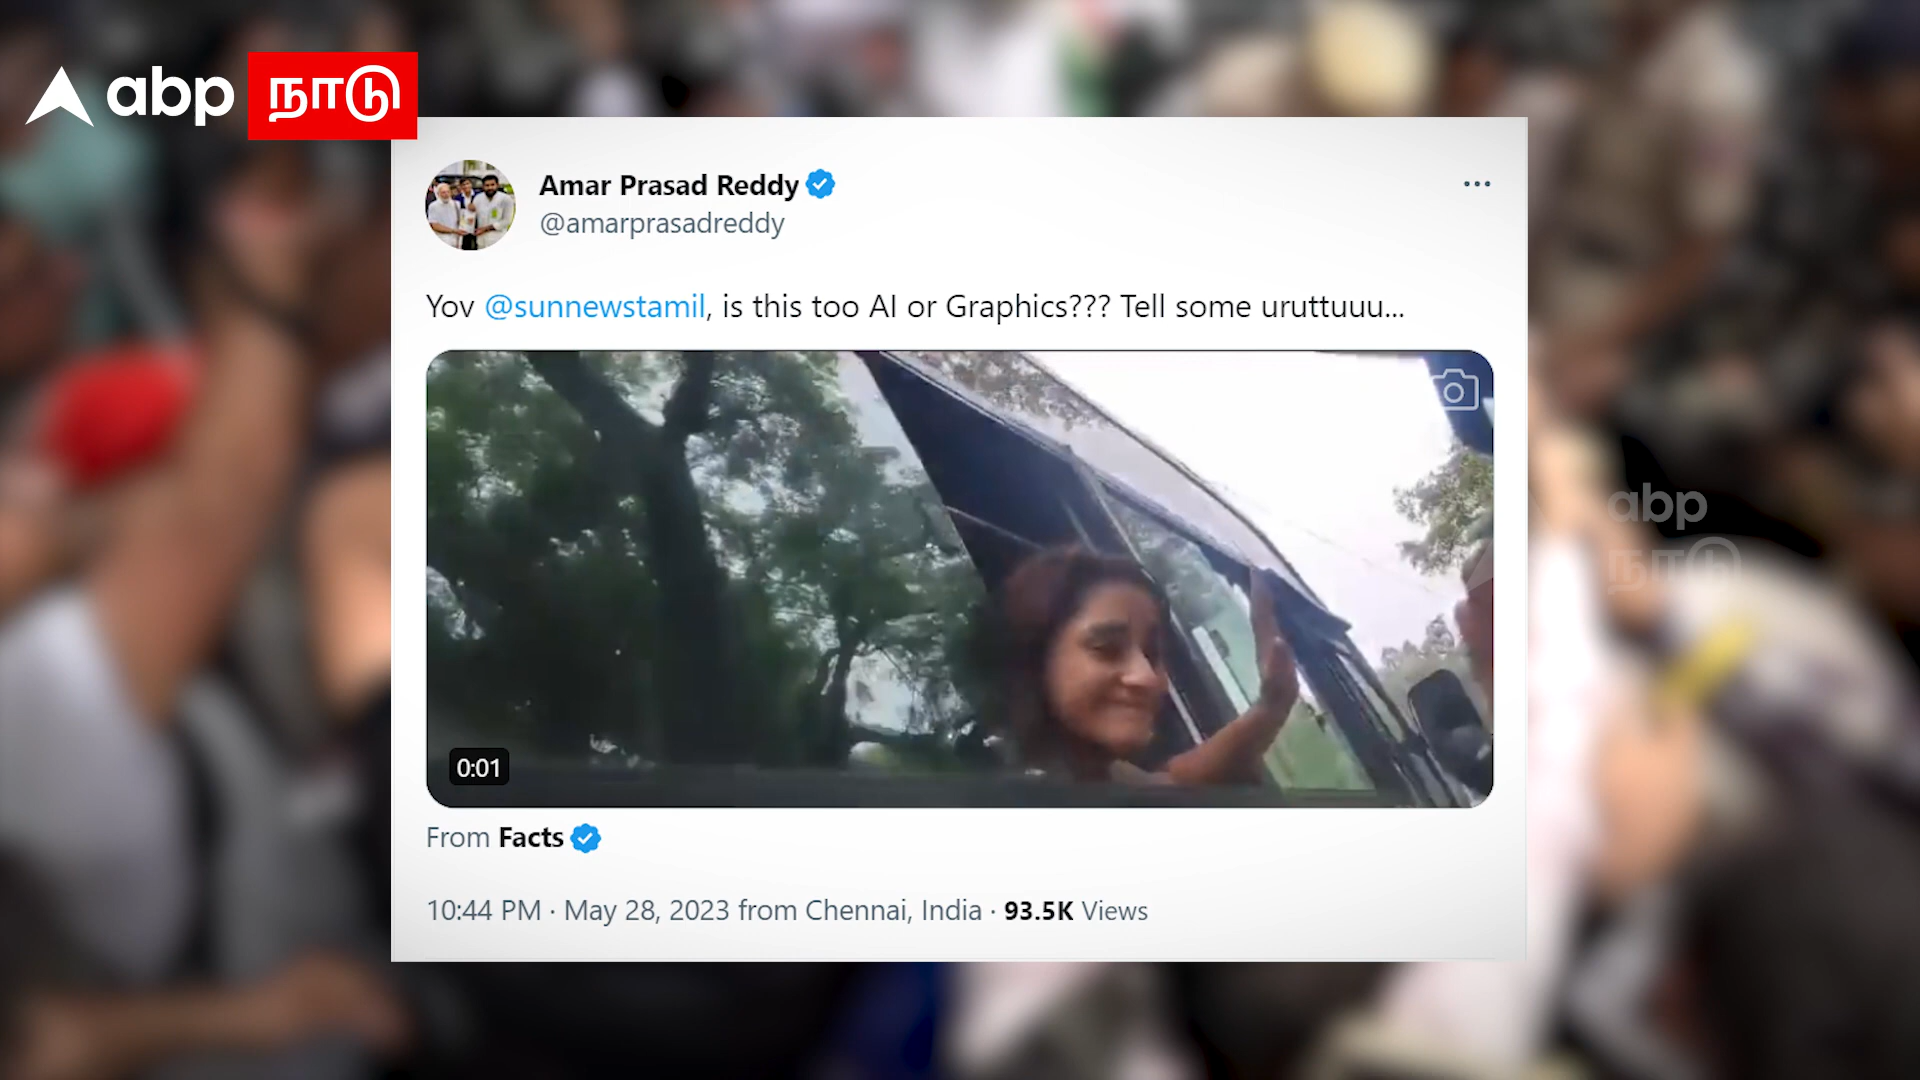 abp நாடு
Amar Prasad Reddy
@amarprasadreddy
Yov @sunnewstamil, is this too AI or Graphics??? Tell some uruttuuu...
0:01
From Facts
10:44 PM · May 28, 2023 from Chennai, India · 93.5K Views
abp
நாடு